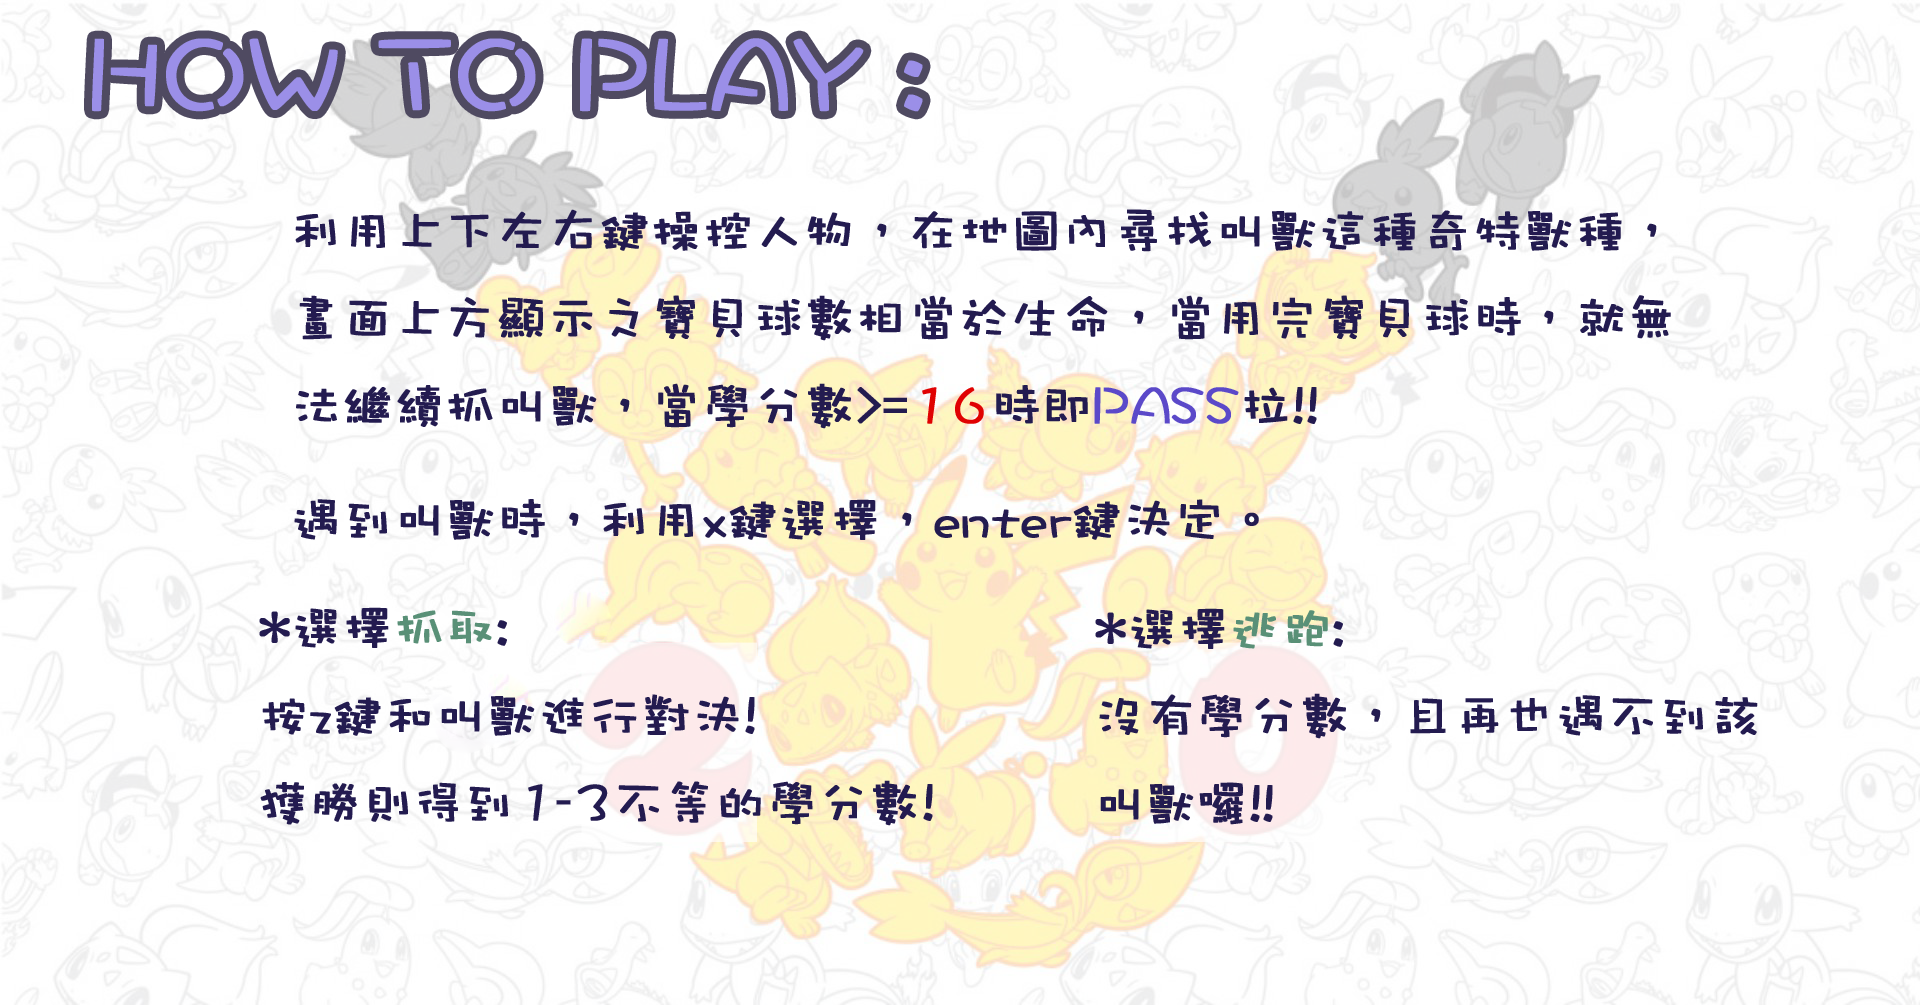 HOW TO PLAY:
利用上下左右鍵操控人物，在地圖內尋找叫獸這種奇特獸種，
畫面上方顯示之寶貝球數相當於生命，當用完寶貝球時，就無
法繼續抓叫獸，當學分數>=16時即PASS拉!!
遇到叫獸時，利用x鍵選擇，enter鍵決定。
*選擇抓取:
*選擇逃跑:
按z鍵和叫獸進行對決!
沒有學分數，且再也遇不到該
獲勝則得到1-3不等的學分數!
叫獸囉!!
20